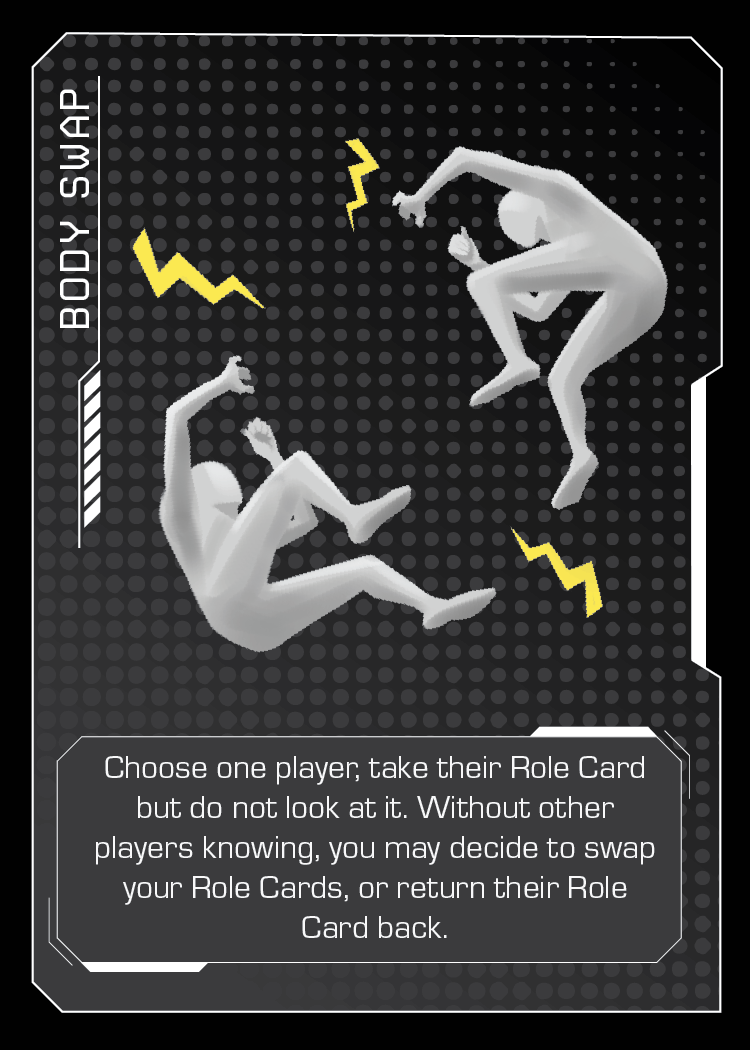 BODY SWAP
Choose one player, take their Role Card
but do not look at it. Without other
players knowing, you may decide to swap
your Role Cards, or return their Role
Card back.